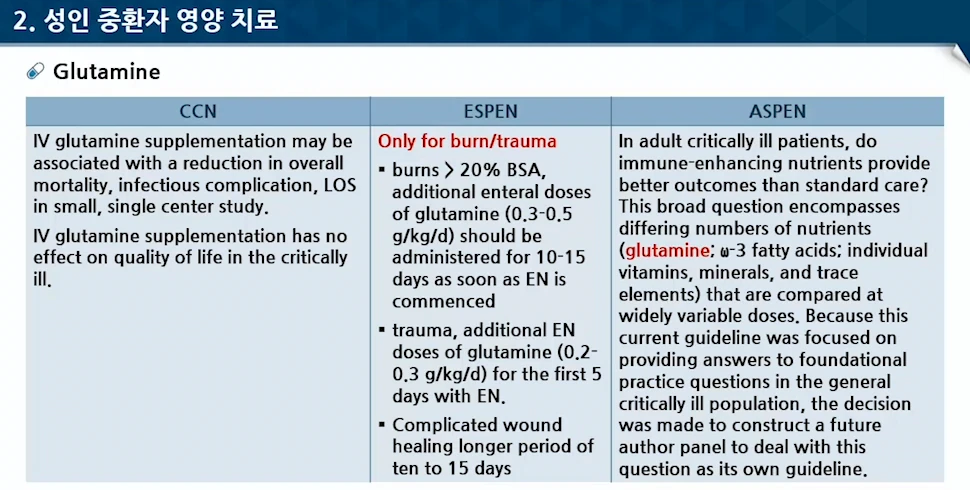 2. 성인 중환자 영양 치료
Glutamine
CCN
IV glutamine supplementation may be
associated with a reduction in overall
mortality, infectious complication, LOS
in small, single center study.
IV glutamine supplementation has no
effect on quality of life in the critically
ill.
ESPEN
Only for burn/trauma
▪ burns > 20% BSA,
additional enteral doses
of glutamine (0.3-0.5
g/kg/d) should be
administered for 10-15
days as soon as EN is
commenced
▪ trauma, additional EN
doses of glutamine (0.2-
0.3 g/kg/d) for the first 5
days with EN.
▪ Complicated wound
healing longer period of
ten to 15 days
ASPEN
In adult critically ill patients, do
immune-enhancing nutrients provide
better outcomes than standard care?
This broad question encompasses
differing numbers of nutrients
(glutamine; ω-3 fatty acids; individual
vitamins, minerals, and trace
elements) that are compared at
widely variable doses. Because this
current guideline was focused on
providing answers to foundational
practice questions in the general
critically ill population, the decision
was made to construct a future
author panel to deal with this
question as its own guideline.